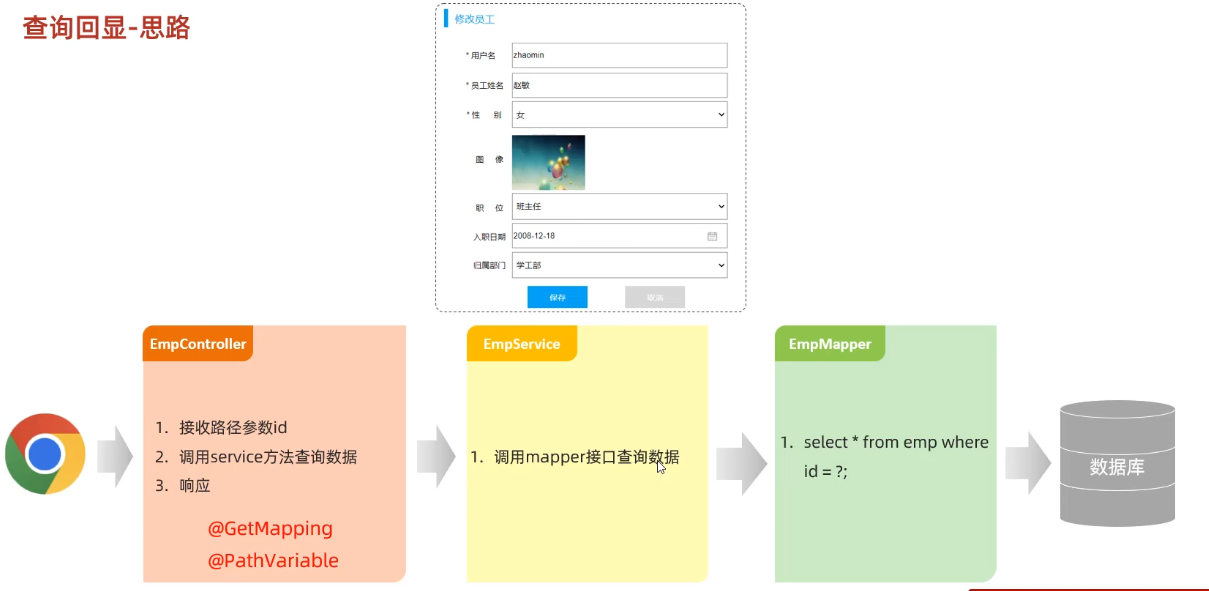 查询回显-思路
修改员工
* 用户名 zhaomin
* 员工姓名 赵敏
* 性 别 女
图 像
职 位 班主任
入职日期 2008-12-18
归属部门 学工部
保存 取消
EmpController
1. 接收路径参数id
2. 调用service方法查询数据
3. 响应
@GetMapping
@PathVariable
EmpService
1. 调用mapper接口查询数据
EmpMapper
1. select * from emp where
id = ?;
数据库